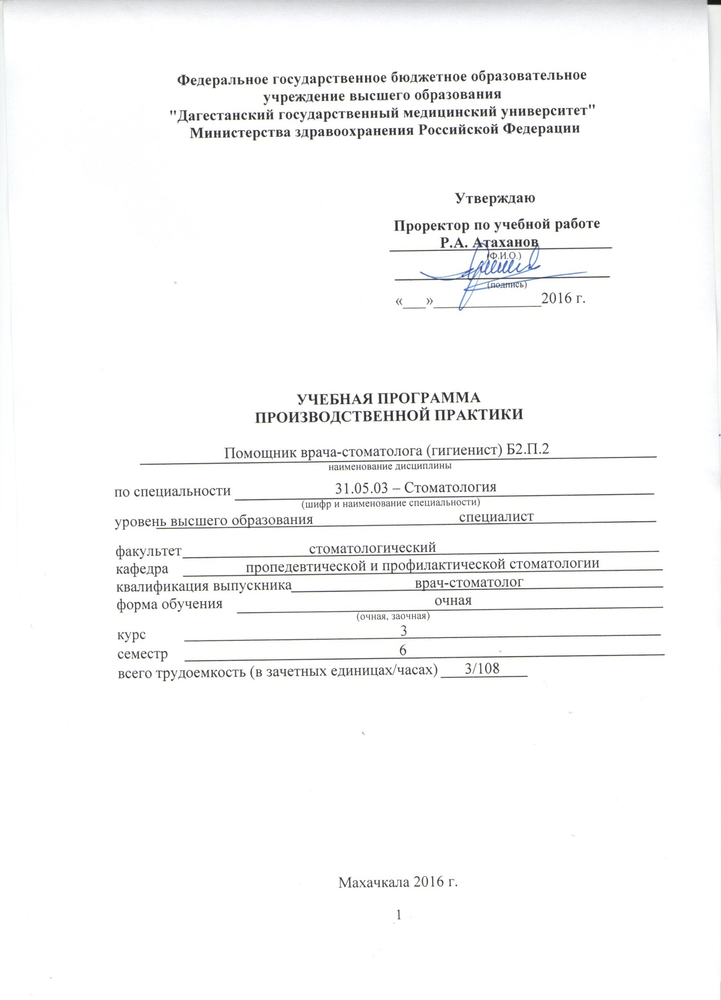 Федеральное государственное бюджетное образовательное
учреждение высшего образования
"Дагестанский государственный медицинский университет"
Министерства здравоохранения Российской Федерации
Утверждаю
Проректор по учебной работе
Р.А. Атаханов
(Ф.И.О.)
(подпись)
«___»______________2016 г.
УЧЕБНАЯ ПРОГРАММА
ПРОИЗВОДСТВЕННОЙ ПРАКТИКИ
Помощник врача-стоматолога (гигиенист) Б2.П.2
наименование дисциплины
по специальности 31.05.03 – Стоматология
(шифр и наименование специальности)
уровень высшего образования специалист
факультет стоматологический
кафедра пропедевтической и профилактической стоматологии
квалификация выпускника врач-стоматолог
форма обучения очная
(очная, заочная)
курс 3
семестр 6
всего трудоемкость (в зачетных единицах/часах) 3/108
Махачкала 2016 г.
1